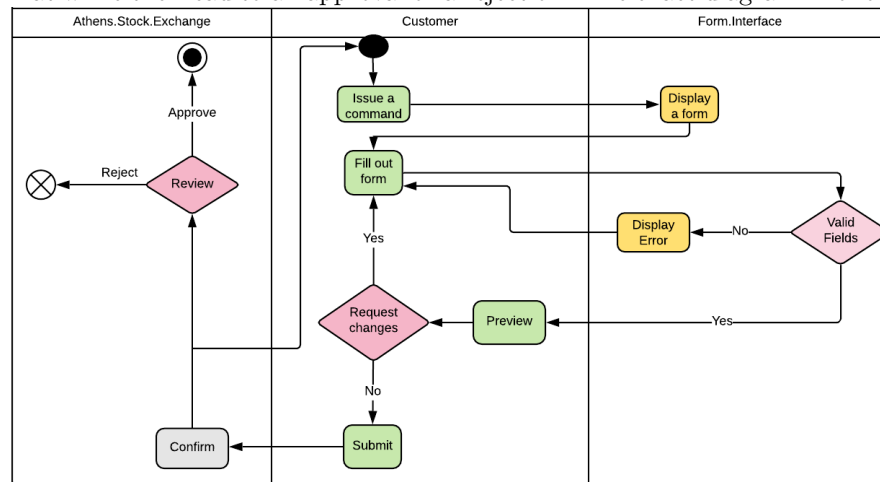 Athens.Stock.Exchange
Customer
Form.Interface
Issue a
command
Display
a form
Approve
Fill out
form
Reject
Review
Valid
Fields
Display
Error
No
Yes
Request
changes
Preview
Yes
No
Confirm
Submit